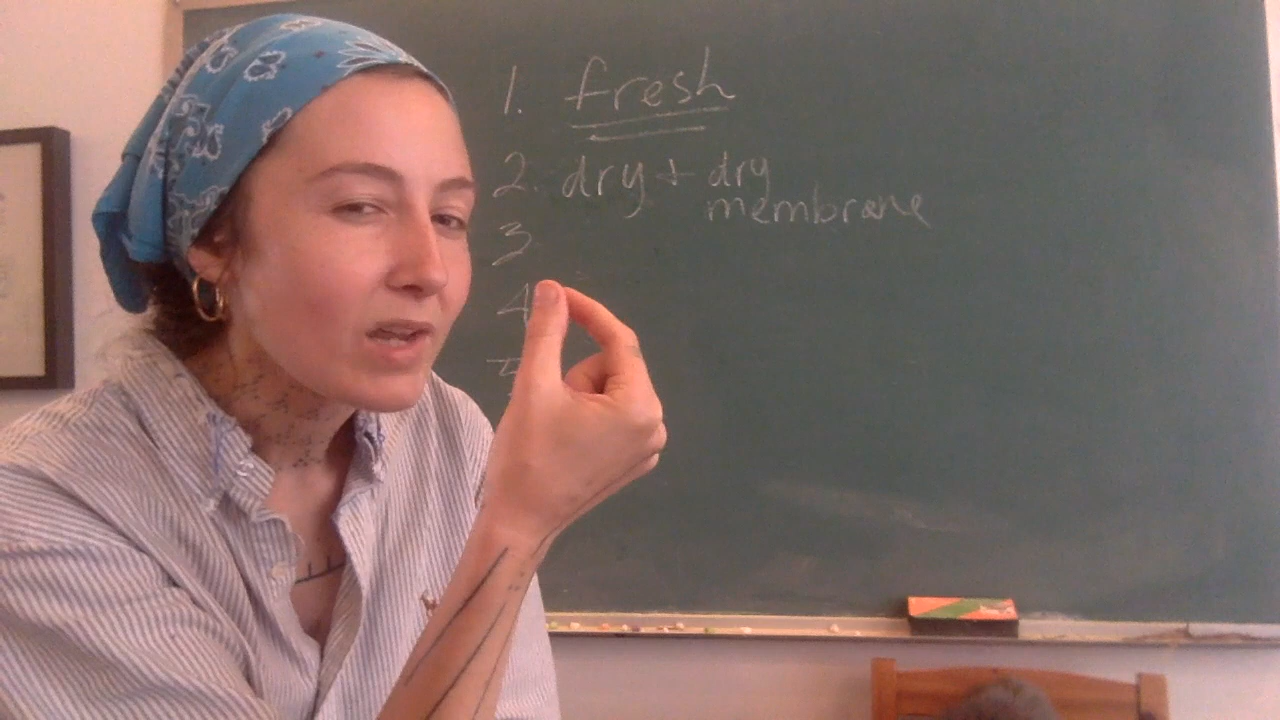 1. fresh
2. dry + dry
membrane
3
4